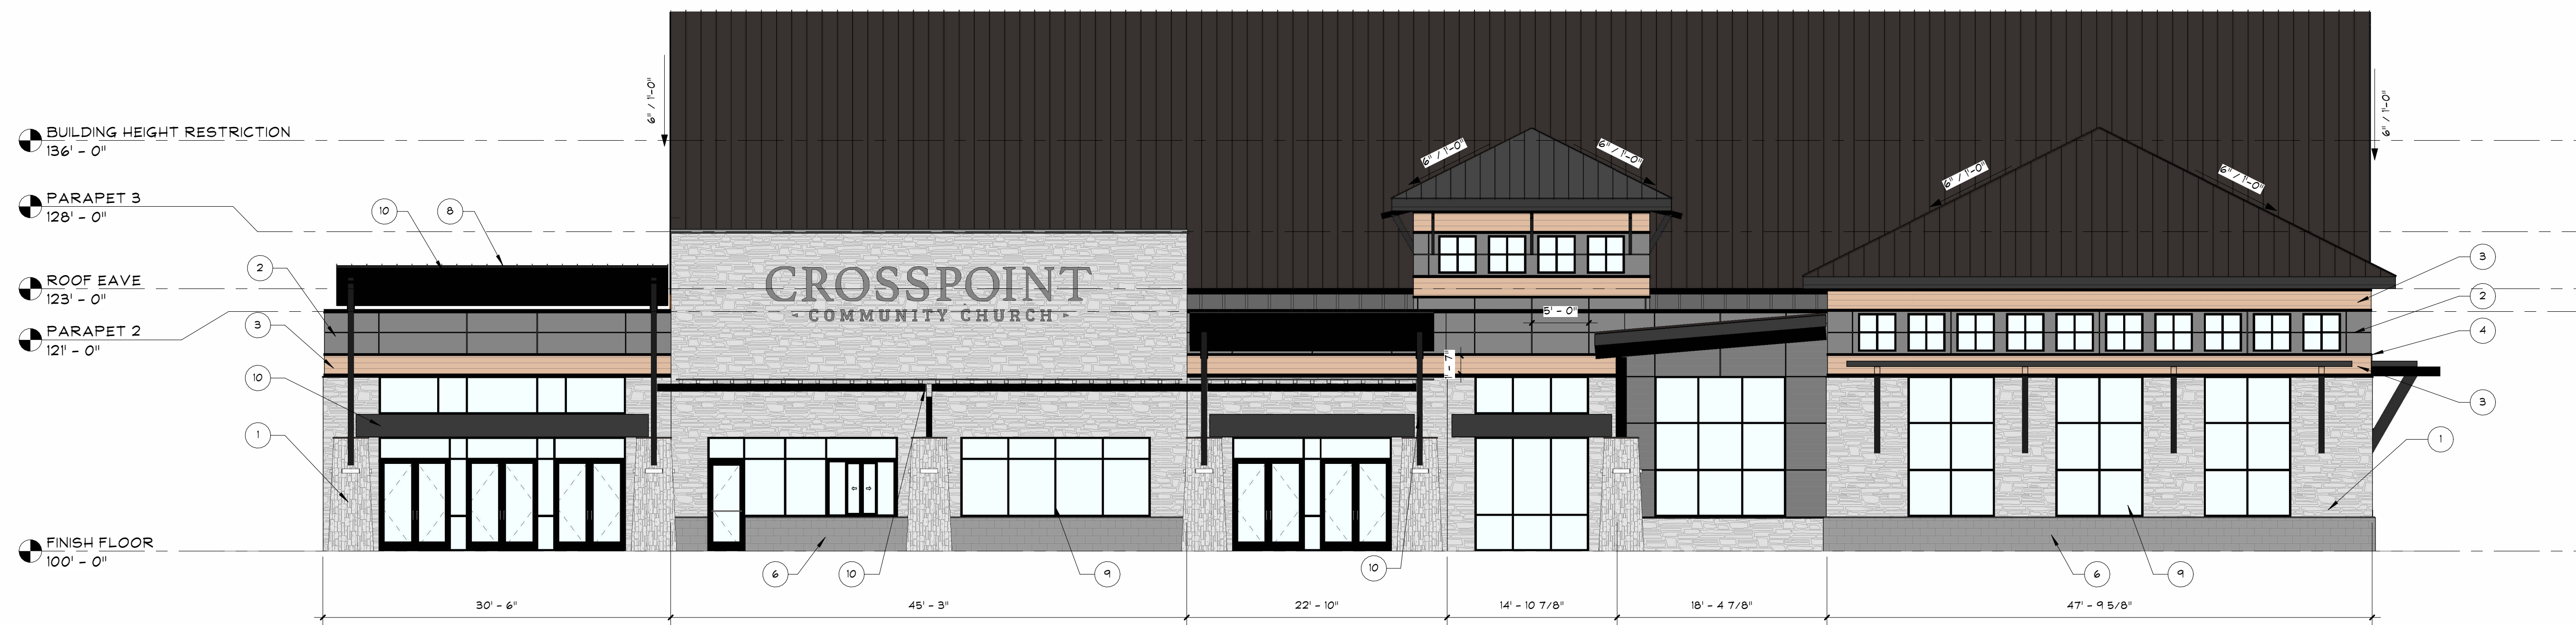 BUILDING HEIGHT RESTRICTION
136' - 0"
PARAPET 3
128' - 0"
ROOF EAVE
123' - 0"
PARAPET 2
121' - 0"
FINISH FLOOR
100' - 0"
6" / 1'-0"
6" / 1'-0"
6" / 1'-0"
6" / 1'-0"
6" / 1'-0"
6" / 1'-0"
10
8
2
3
10
1
CROSSPOINT
COMMUNITY CHURCH
5' - 0"
3
2
4
3
1
6
10
9
10
6
9
30' - 6"
45' - 3"
22' - 10"
14' - 10 7/8"
18' - 4 7/8"
47' - 9 5/8"